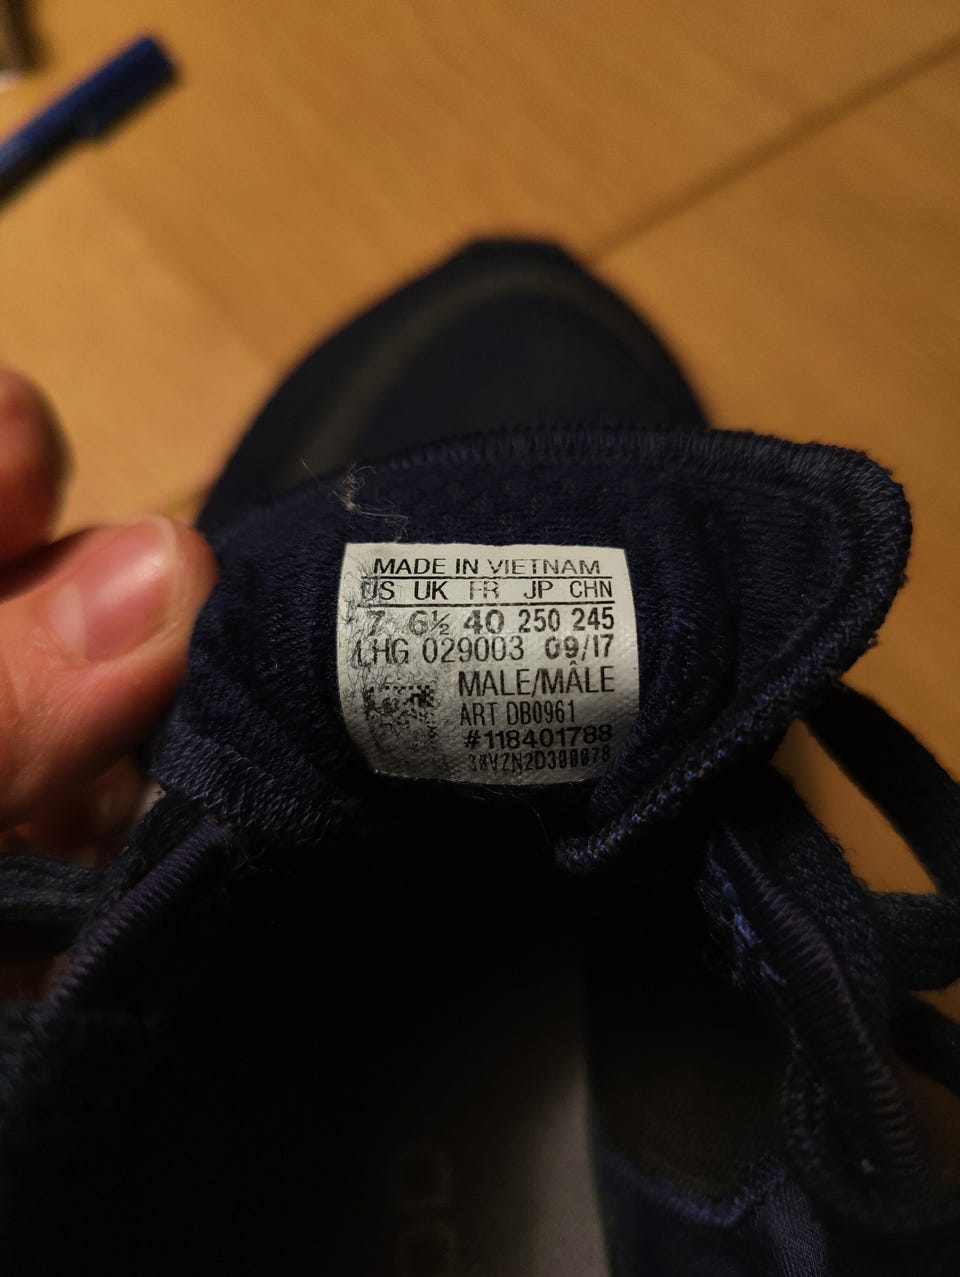 MADE IN VIETNAM
US UK FR JP CHN
7 6½ 40 250 245
LHG 029003 09/17
MALE/MÂLE
ART DB0961
#118401788